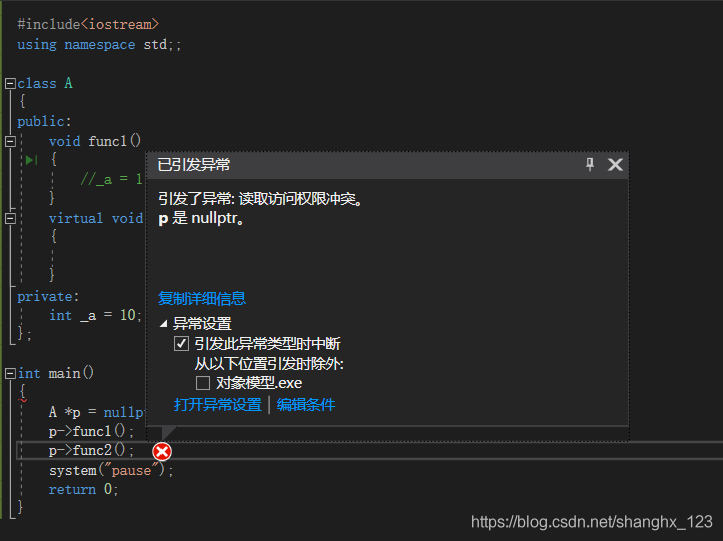 #include<iostream>
using namespace std;;
class A
{
public:
void func1()
{
//_a = 1
}
virtual void
{
}
private:
int _a = 10;
};
int main()
{
A *p = nullpt
p->func1();
p->func2();
system("pause");
return 0;
}
已引发异常
引发了异常: 读取访问权限冲突。
p 是 nullptr。
复制详细信息
异常设置
引发此异常类型时中断
从以下位置引发时除外:
对象模型.exe
打开异常设置 | 编辑条件
https://blog.csdn.net/shanghx_123